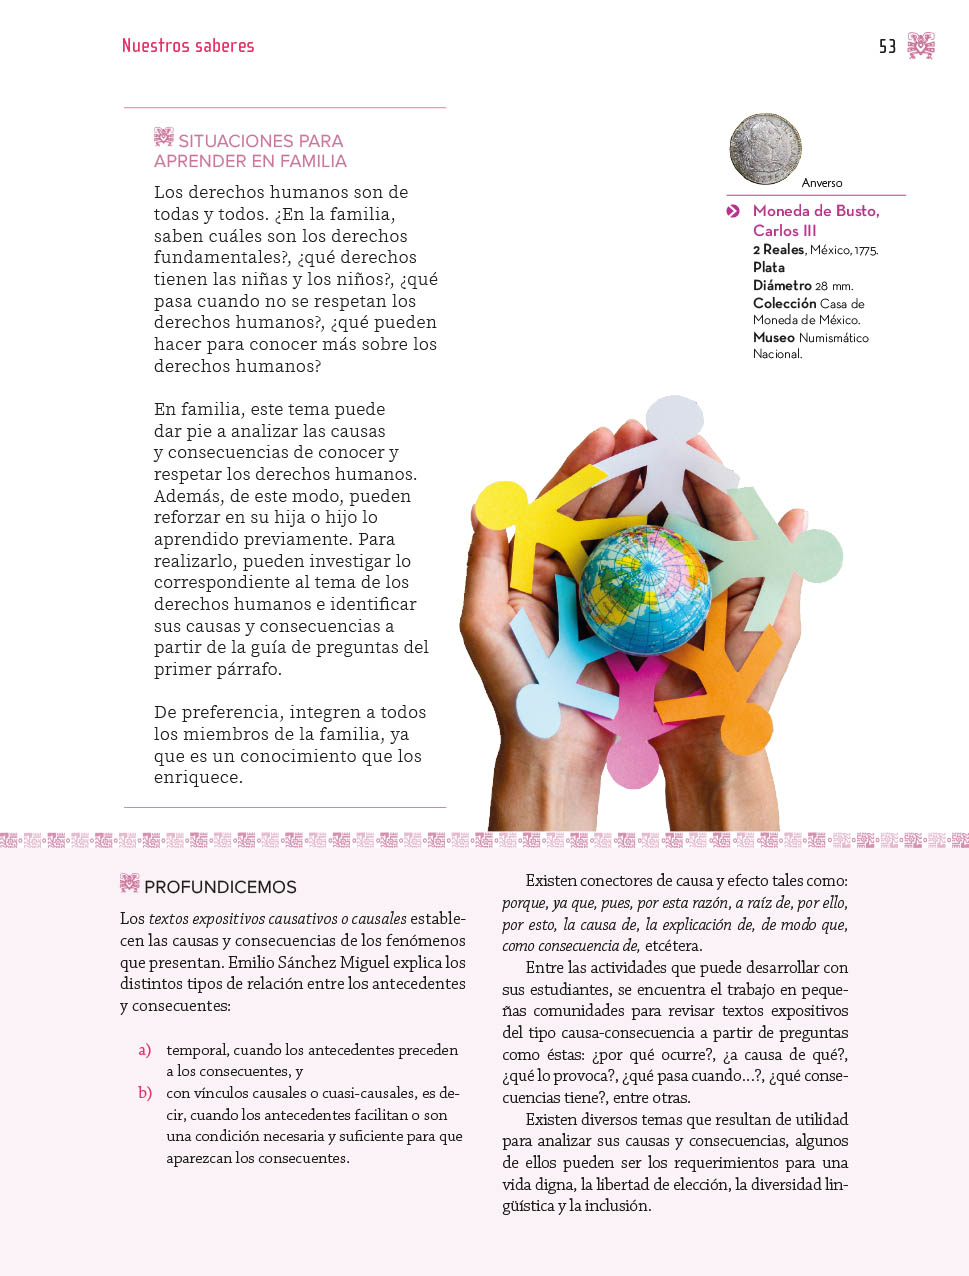 Nuestros saberes
53
SITUACIONES PARA
APRENDER EN FAMILIA
Los derechos humanos son de
todas y todos. ¿En la familia,
saben cuáles son los derechos
fundamentales?, ¿qué derechos
tienen las niñas y los niños?, ¿qué
pasa cuando no se respetan los
derechos humanos?, ¿qué pueden
hacer para conocer más sobre los
derechos humanos?
En familia, este tema puede
dar pie a analizar las causas
y consecuencias de conocer y
respetar los derechos humanos.
Además, de este modo, pueden
reforzar en su hija o hijo lo
aprendido previamente. Para
realizarlo, pueden investigar lo
correspondiente al tema de los
derechos humanos e identificar
sus causas y consecuencias a
partir de la guía de preguntas del
primer párrafo.
De preferencia, integren a todos
los miembros de la familia, ya
que es un conocimiento que los
enriquece.
Anverso
Moneda de Busto,
Carlos III
2 Reales, México, 1775.
Plata
Diámetro 28 mm.
Colección Casa de
Moneda de México.
Museo Numismático
Nacional.
PROFUNDICEMOS
Los textos expositivos causativos o causales estable-
cen las causas y consecuencias de los fenómenos
que presentan. Emilio Sánchez Miguel explica los
distintos tipos de relación entre los antecedentes
y consecuentes:
a) temporal, cuando los antecedentes preceden
a los consecuentes, y
b) con vínculos causales o cuasi-causales, es de-
cir, cuando los antecedentes facilitan o son
una condición necesaria y suficiente para que
aparezcan los consecuentes.
Existen conectores de causa y efecto tales como:
porque, ya que, pues, por esta razón, a raíz de, por ello,
por esto, la causa de, la explicación de, de modo que,
como consecuencia de, etcétera.
Entre las actividades que puede desarrollar con
sus estudiantes, se encuentra el trabajo en peque-
ñas comunidades para revisar textos expositivos
del tipo causa-consecuencia a partir de preguntas
como éstas: ¿por qué ocurre?, ¿a causa de qué?,
¿qué lo provoca?, ¿qué pasa cuando...?, ¿qué conse-
cuencias tiene?, entre otras.
Existen diversos temas que resultan de utilidad
para analizar sus causas y consecuencias, algunos
de ellos pueden ser los requerimientos para una
vida digna, la libertad de elección, la diversidad lin-
güística y la inclusión.